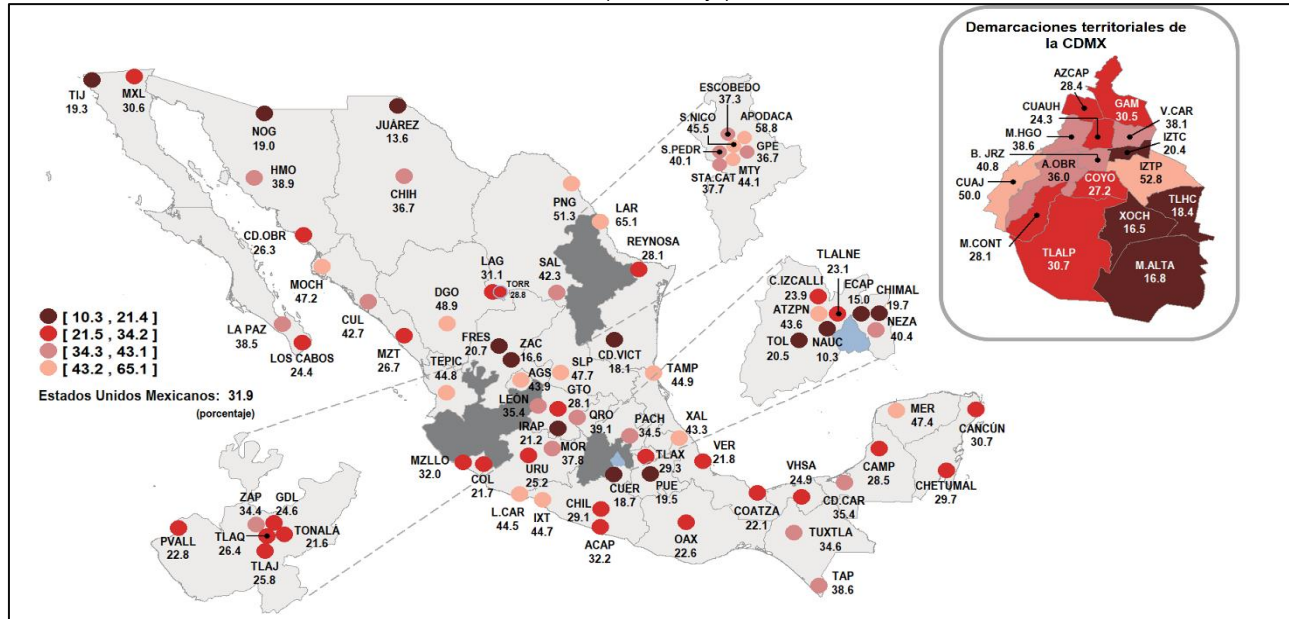 Demarcaciones territoriales de
la CDMX
AZCAP
28.4
GAM
30.5
CUAUH
24.3
V.CAR
38.1
M.HGO
38.6
IZTC
20.4
B. JRZ
40.8
A.OBR
36.0
IZTP
52.8
CUAJ
50.0
COYO
27.2
TLHC
18.4
XOCH
16.5
M.CONT
28.1
TLALP
30.7
M.ALTA
16.8
TIJ
19.3
MXL
30.6
NOG
19.0
JUÁREZ
13.6
HMO
38.9
CHIH
36.7
ESCOBEDO
37.3
S.NICO
45.5
APODACA
58.8
S.PEDR
40.1
GPE
36.7
MTY
44.1
STA.CAT
37.7
PNG
51.3
LAR
65.1
REYNOSA
28.1
CD.OBR
26.3
MOCH
47.2
LAG
31.1
TORR
28.8
SAL
42.3
DGO
48.9
CUL
42.7
LA PAZ
38.5
LOS CABOS
24.4
MZT
26.7
FRES
20.7
ZAC
16.6
CD.VICT
18.1
TLALNE
23.1
C.IZCALLI
23.9
ECAP
15.0
CHIMAL
19.7
ATZPN
43.6
NEZA
40.4
TOL
20.5
NAUC
10.3
[ 10.3 , 21.4 ]
[ 21.5 , 34.2 ]
[ 34.3 , 43.1 ]
[ 43.2 , 65.1 ]
Estados Unidos Mexicanos: 31.9
(porcentaje)
TEPIC
44.8
AGS
43.9
SLP
47.7
TAMP
44.9
LEÓN
35.4
GTO
28.1
QRO
39.1
PACH
34.5
XAL
43.3
IRAP
21.2
MOR
37.8
MZLLO
32.0
COL
21.7
URU
25.2
TLAX
29.3
VER
21.8
CUER
18.7
PUE
19.5
L.CAR
44.5
IXT
44.7
CHIL
29.1
ACAP
32.2
OAX
22.6
COATZA
22.1
VHSA
24.9
CD.CAR
35.4
TUXTLA
34.6
TAP
38.6
MER
47.4
CANCÚN
30.7
CAMP
28.5
CHETUMAL
29.7
ZAP
34.4
GDL
24.6
TONALÁ
21.6
PVALL
22.8
TLAQ
26.4
TLAJ
25.8